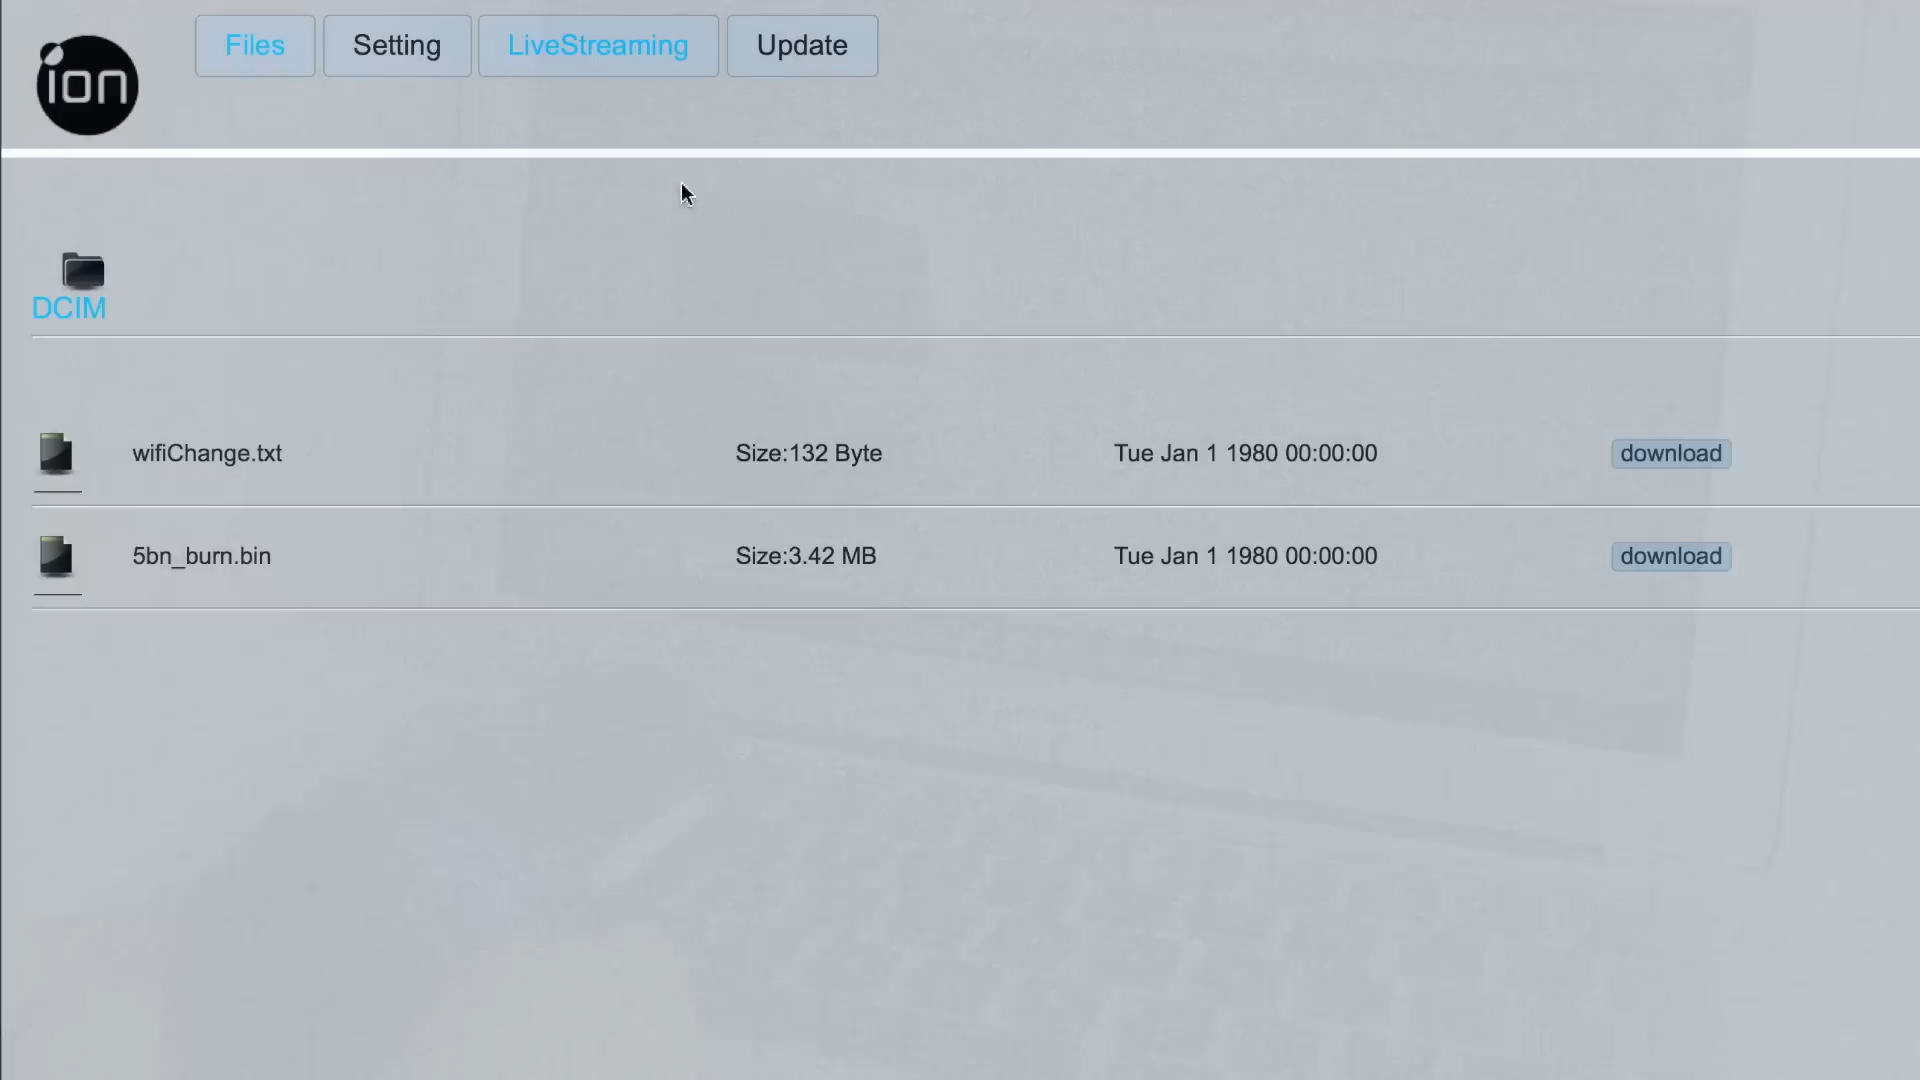 ion
Files Setting LiveStreaming Update
DCIM
wifiChange.txt Size:132 Byte Tue Jan 1 1980 00:00:00 download
5bn_burn.bin Size:3.42 MB Tue Jan 1 1980 00:00:00 download